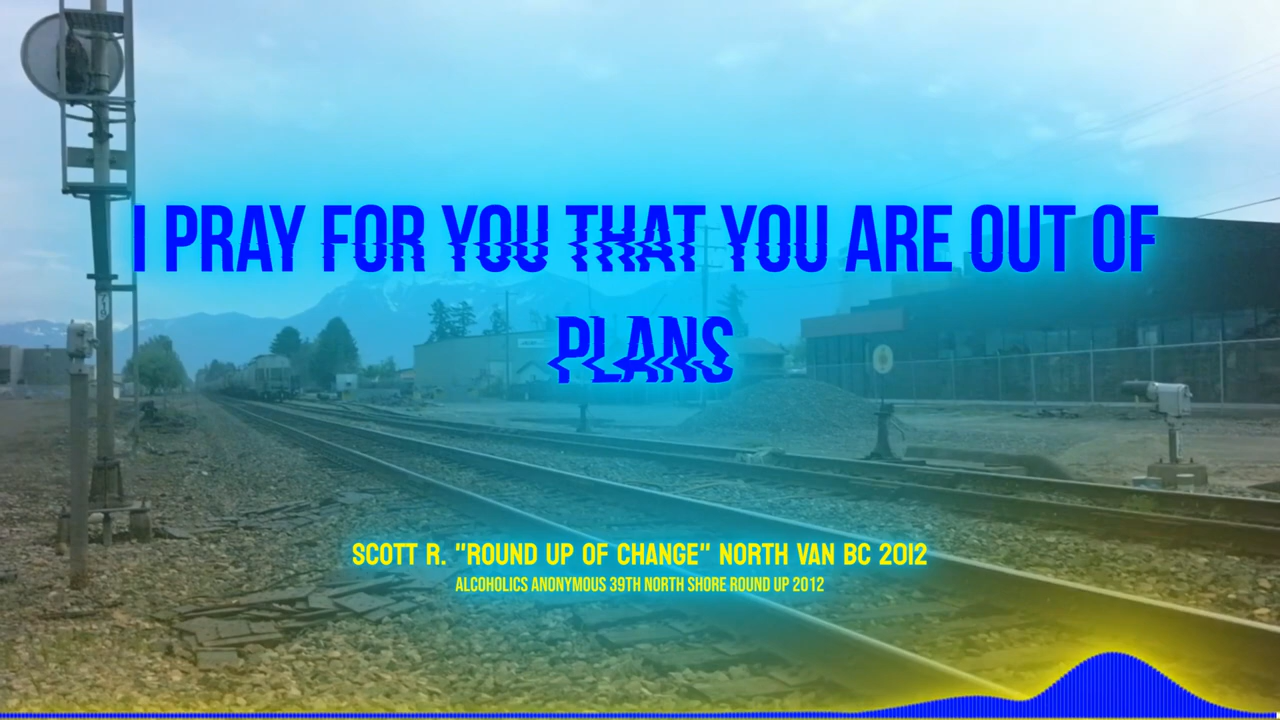 I PRAY FOR YOU THAT YOU ARE OUT OF
PLANS
SCOTT R. "ROUND UP OF CHANGE" NORTH VAN BC 2012
ALCOHOLICS ANONYMOUS 39TH NORTH SHORE ROUND UP 2012